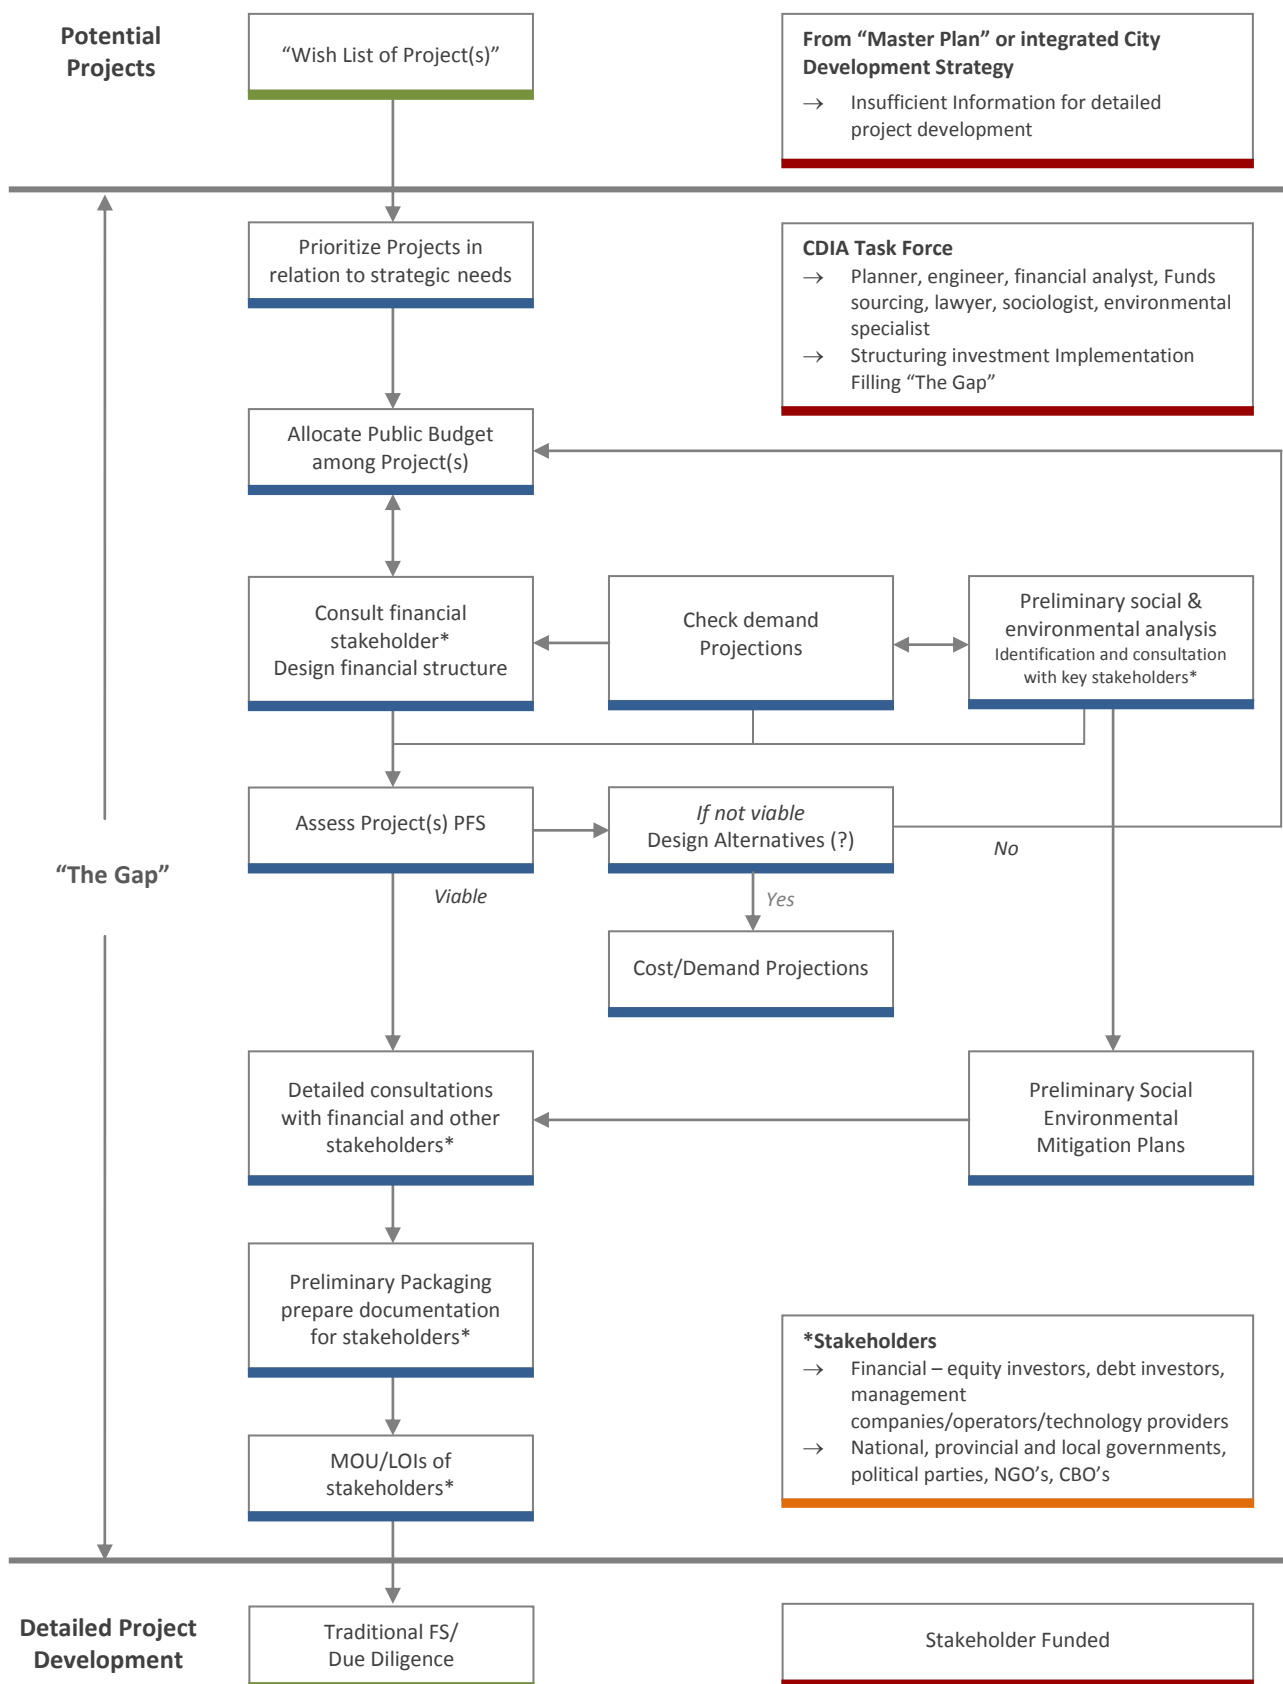 Potential
Projects
“Wish List of Project(s)”
From “Master Plan” or integrated City
Development Strategy
→ Insufficient Information for detailed
project development
Prioritize Projects in
relation to strategic needs
CDIA Task Force
→ Planner, engineer, financial analyst, Funds
sourcing, lawyer, sociologist, environmental
specialist
→ Structuring investment Implementation
Filling “The Gap”
Allocate Public Budget
among Project(s)
Consult financial
stakeholder*
Design financial structure
Check demand
Projections
Preliminary social &
environmental analysis
Identification and consultation
with key stakeholders*
Assess Project(s) PFS
If not viable
Design Alternatives (?)
No
“The Gap”
Viable
Yes
Cost/Demand Projections
Detailed consultations
with financial and other
stakeholders*
Preliminary Social
Environmental
Mitigation Plans
Preliminary Packaging
prepare documentation
for stakeholders*
*Stakeholders
→ Financial – equity investors, debt investors,
management
companies/operators/technology providers
→ National, provincial and local governments,
political parties, NGO’s, CBO’s
MOU/LOIs of
stakeholders*
Detailed Project
Development
Traditional FS/
Due Diligence
Stakeholder Funded